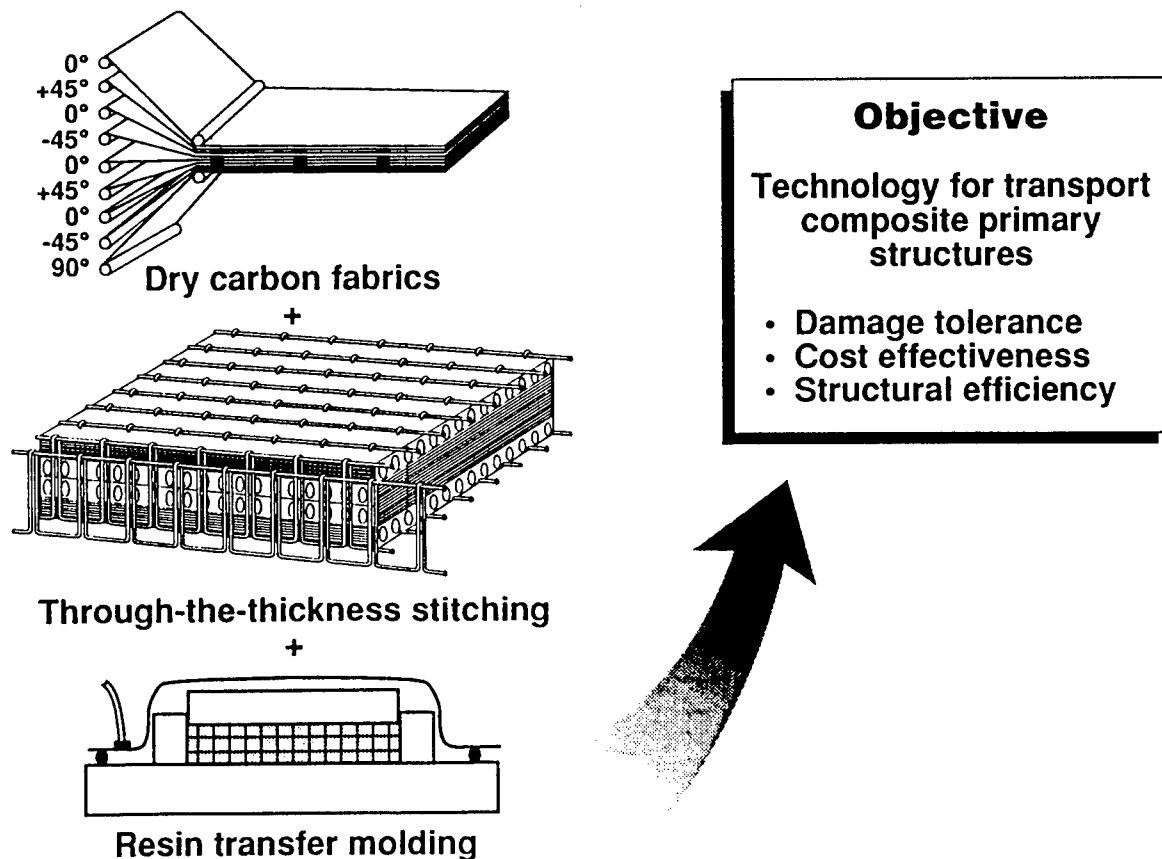 0°
+45°
0°
-45°
0°
+45°
0°
-45°
90°
Dry carbon fabrics
+
Through-the-thickness stitching
+
Resin transfer molding
Objective
Technology for transport
composite primary
structures
• Damage tolerance
• Cost effectiveness
• Structural efficiency